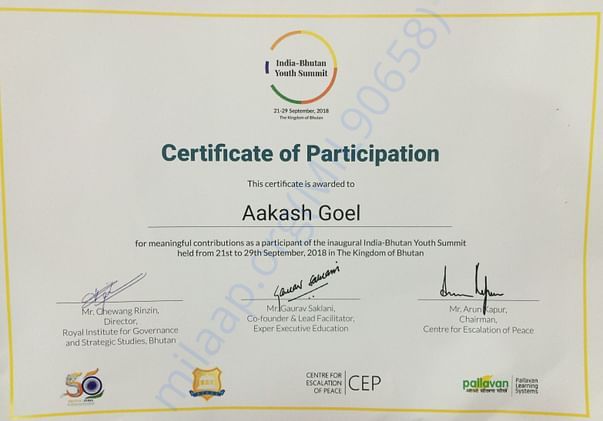 India-Bhutan
Youth Summit
21-29 September, 2018
The Kingdom of Bhutan
Certificate of Participation
This certificate is awarded to
Aakash Goel
for meaningful contributions as a participant of the inaugural India-Bhutan Youth Summit
held from 21st to 29th September, 2018 in The Kingdom of Bhutan
Gaurav Saklani
Mr. Chewang Rinzin,
Director,
Royal Institute for Governance
and Strategic Studies, Bhutan
Mr. Gaurav Saklani,
Co-founder & Lead Facilitator,
Exper Executive Education
Mr. Arun Kapur,
Chairman,
Centre for Escalation of Peace
CENTRE FOR
ESCALATION
OF PEACE
CEP
pallavan
Pallavan
Learning
Systems
milaap.org(MIL90658)